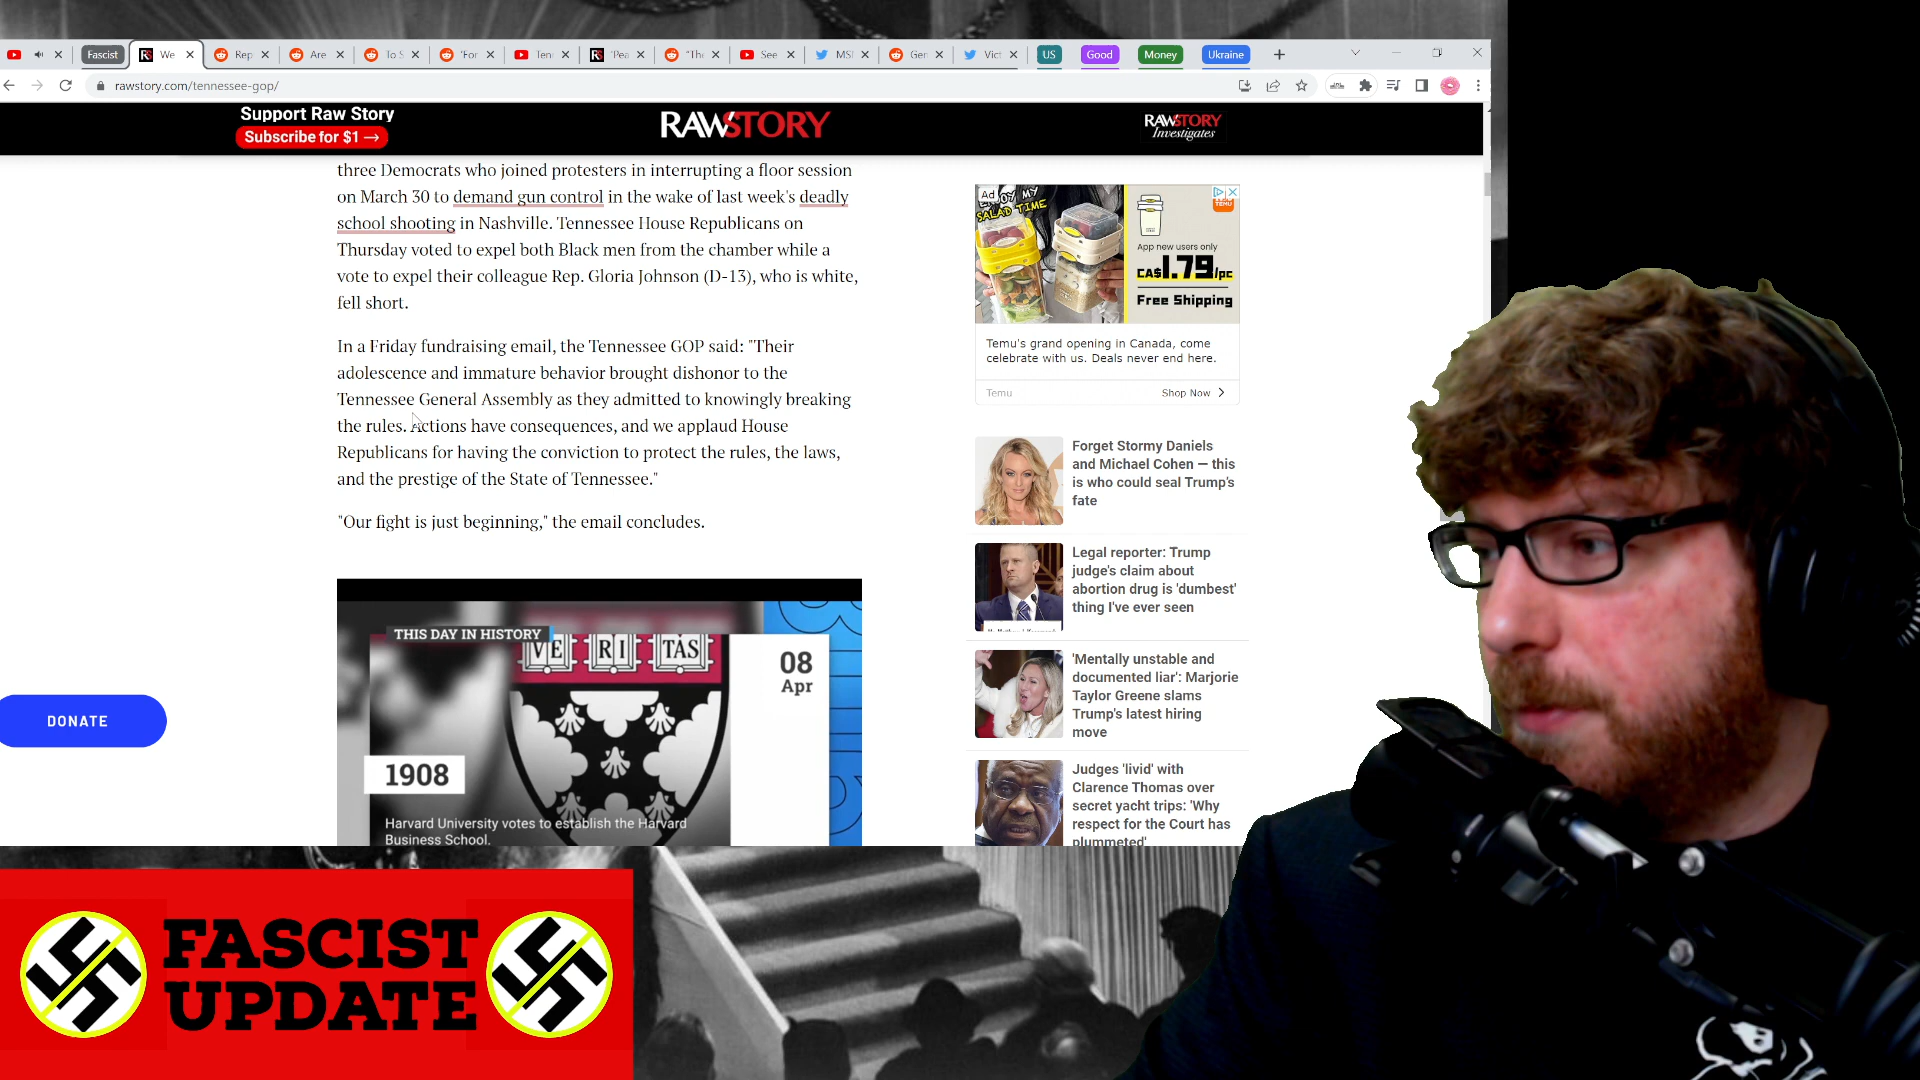 Fascist
We
Rep
Are
To S
'For
Ten
'Pea
"Th
See
MS
Ger
Vict
US
Good
Money
Ukraine
rawstory.com/tennessee-gop/
Support Raw Story
Subscribe for $1 →
RAWSTORY
RAWSTORY
Investigates
three Democrats who joined protesters in interrupting a floor session
on March 30 to demand gun control in the wake of last week's deadly
school shooting in Nashville. Tennessee House Republicans on
Thursday voted to expel both Black men from the chamber while a
vote to expel their colleague Rep. Gloria Johnson (D-13), who is white,
fell short.
In a Friday fundraising email, the Tennessee GOP said: "Their
adolescence and immature behavior brought dishonor to the
Tennessee General Assembly as they admitted to knowingly breaking
the rules. Actions have consequences, and we applaud House
Republicans for having the conviction to protect the rules, the laws,
and the prestige of the State of Tennessee."
"Our fight is just beginning," the email concludes.
THIS DAY IN HISTORY
VE RI TAS
08
Apr
1908
Harvard University votes to establish the Harvard
Business School.
DONATE
Ad
MY
SALAD TIME
TEMU
App new users only
CA$1.79/pc
Free Shipping
Temu's grand opening in Canada, come
celebrate with us. Deals never end here.
Temu
Shop Now
Forget Stormy Daniels
and Michael Cohen — this
is who could seal Trump's
fate
Legal reporter: Trump
judge's claim about
abortion drug is 'dumbest'
thing I've ever seen
'Mentally unstable and
documented liar': Marjorie
Taylor Greene slams
Trump's latest hiring
move
Judges 'livid' with
Clarence Thomas over
secret yacht trips: 'Why
respect for the Court has
plummeted'
FASCIST
UPDATE